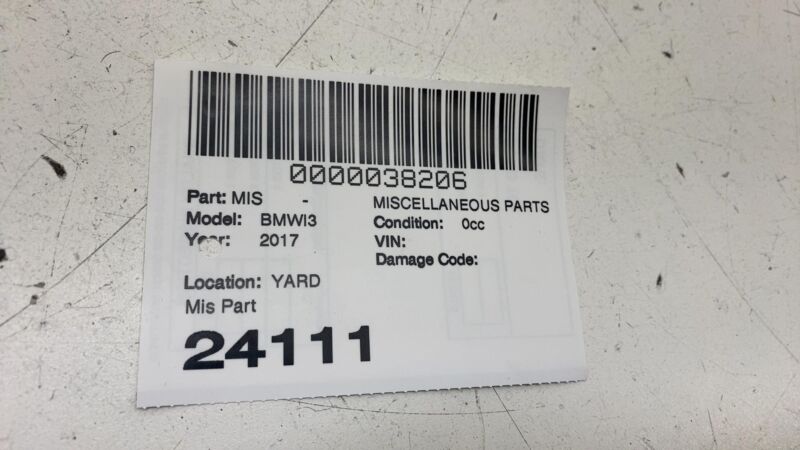 0000038206
Part: MIS - MISCELLANEOUS PARTS
Model: BMWI3 Condition: 0cc
Year: 2017 VIN:
Damage Code:
Location: YARD
Mis Part
24111